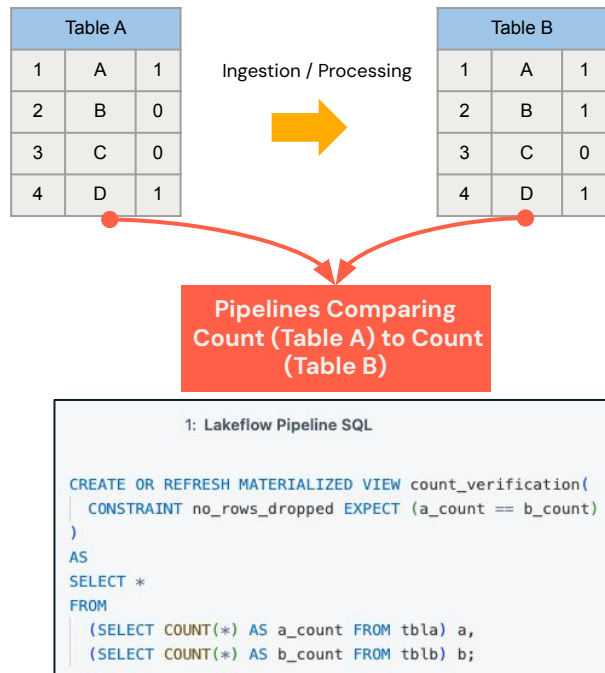 Table A
1 A 1
2 B 0
3 C 0
4 D 1
Ingestion / Processing
Table B
1 A 1
2 B 1
3 C 0
4 D 1
Pipelines Comparing
Count (Table A) to Count
(Table B)
1: Lakeflow Pipeline SQL
CREATE OR REFRESH MATERIALIZED VIEW count_verification(
CONSTRAINT no_rows_dropped EXPECT (a_count == b_count)
)
AS
SELECT *
FROM
(SELECT COUNT(*) AS a_count FROM tbla) a,
(SELECT COUNT(*) AS b_count FROM tblb) b;